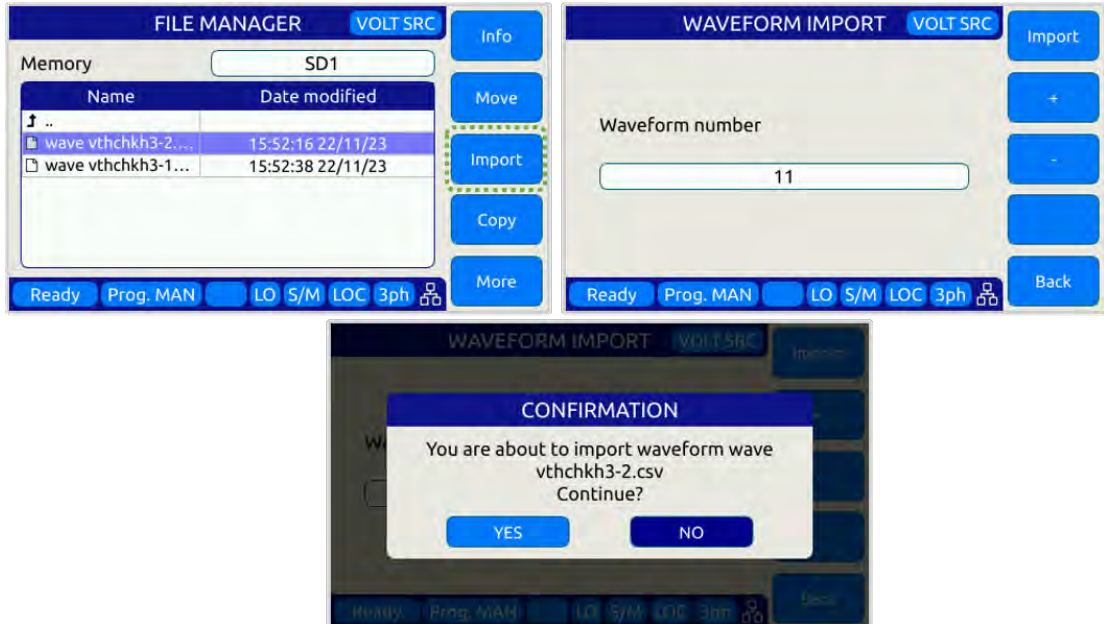 FILE MANAGER VOLT SRC
Info
Memory SD1
Name Date modified
Move
..
wave vthchkh3-2.... 15:52:16 22/11/23
wave vthchkh3-1... 15:52:38 22/11/23
Import
Copy
More
Ready Prog. MAN LO S/M LOC 3ph
WAVEFORM IMPORT VOLT SRC
Import
+
Waveform number
-
11
Back
Ready Prog. MAN LO S/M LOC 3ph
WAVEFORM IMPORT VOLT SRC
Import
CONFIRMATION
You are about to import waveform wave
vthchkh3-2.csv
Continue?
YES NO
Back
Ready Prog. MAN LO S/M LOC 3ph